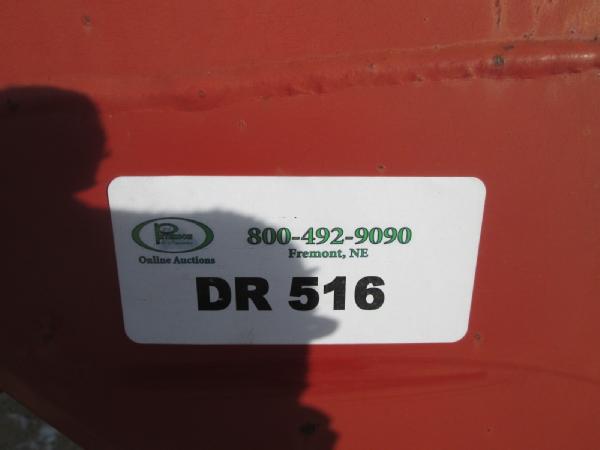 800-492-9090
Fremont, NE
Online Auctions
DR 516